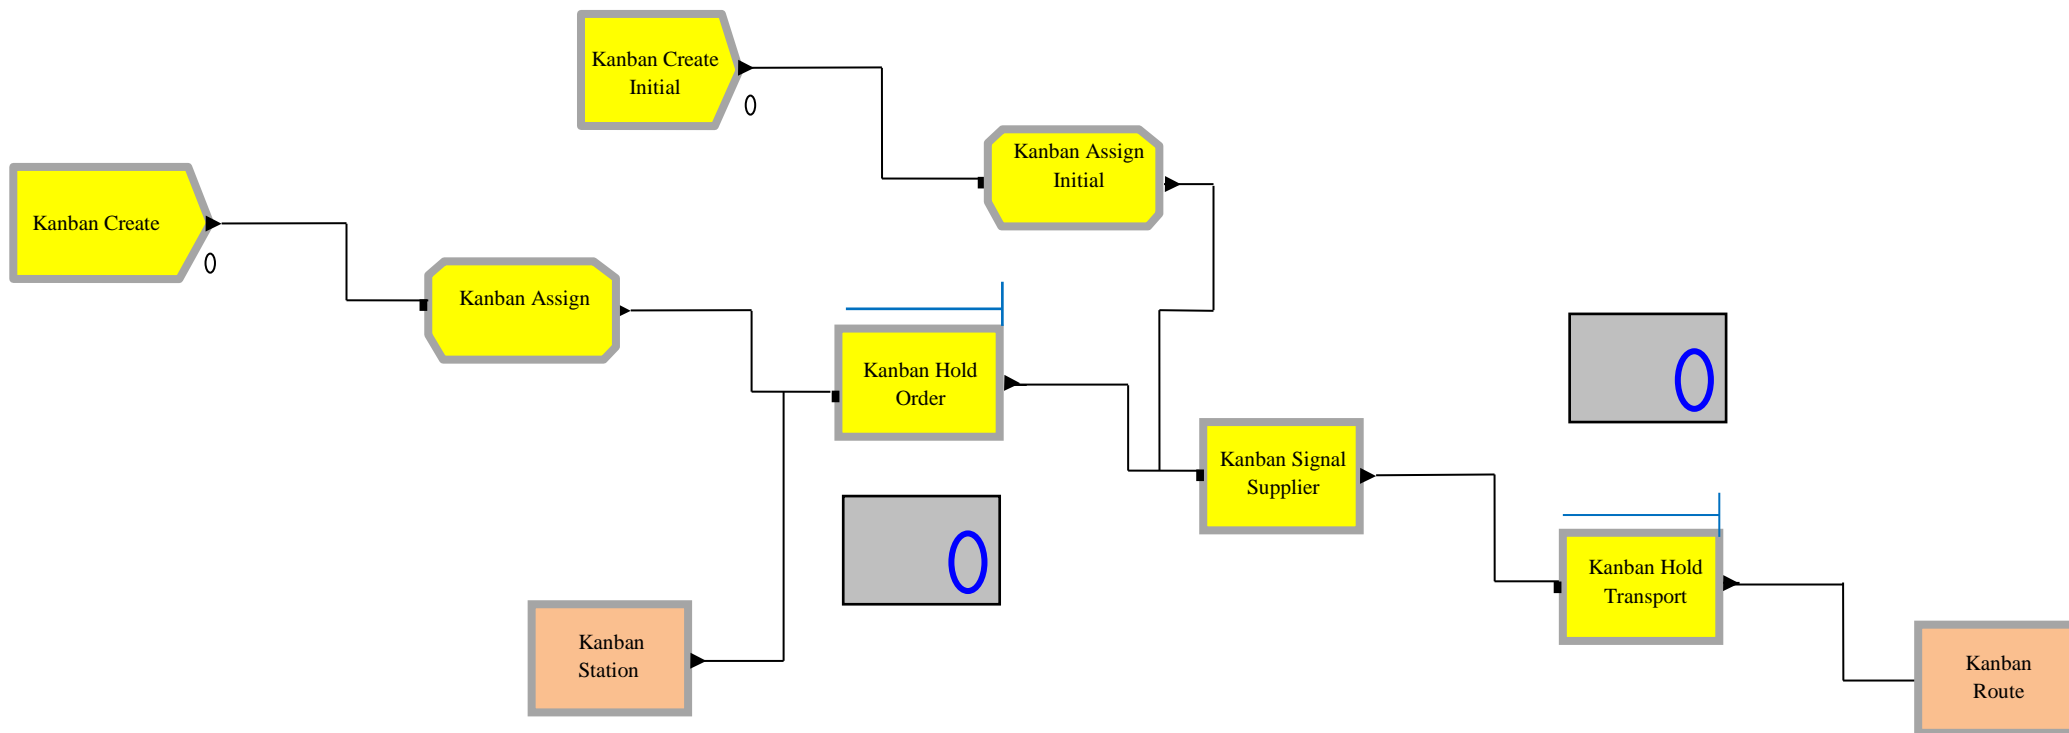 Kanban Create
Initial
0
Kanban Assign
Initial
Kanban Create
0
Kanban Assign
Kanban Hold
Order
0
Kanban Signal
Supplier
0
Kanban Hold
Transport
Kanban
Station
Kanban
Route